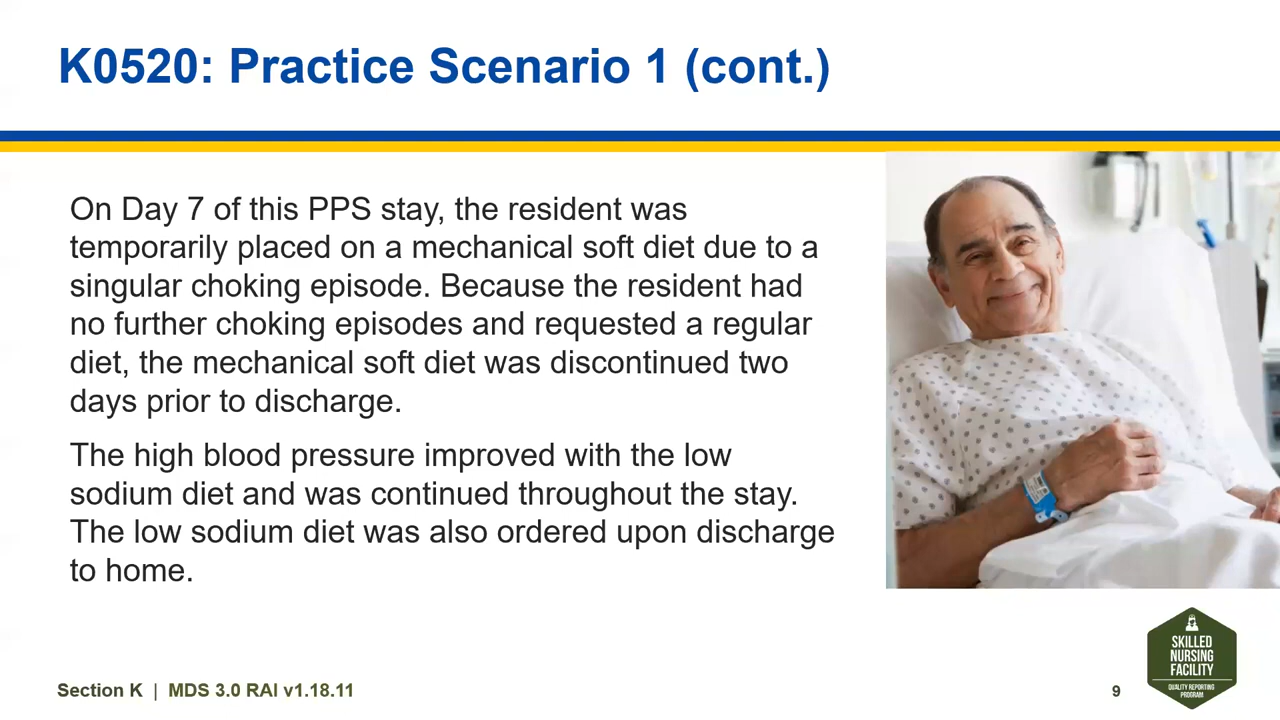 K0520: Practice Scenario 1 (cont.)
On Day 7 of this PPS stay, the resident was
temporarily placed on a mechanical soft diet due to a
singular choking episode. Because the resident had
no further choking episodes and requested a regular
diet, the mechanical soft diet was discontinued two
days prior to discharge.
The high blood pressure improved with the low
sodium diet and was continued throughout the stay.
The low sodium diet was also ordered upon discharge
to home.
Section K | MDS 3.0 RAI v1.18.11
9
SKILLED
NURSING
FACILITY
QUALITY REPORTING
PROGRAM